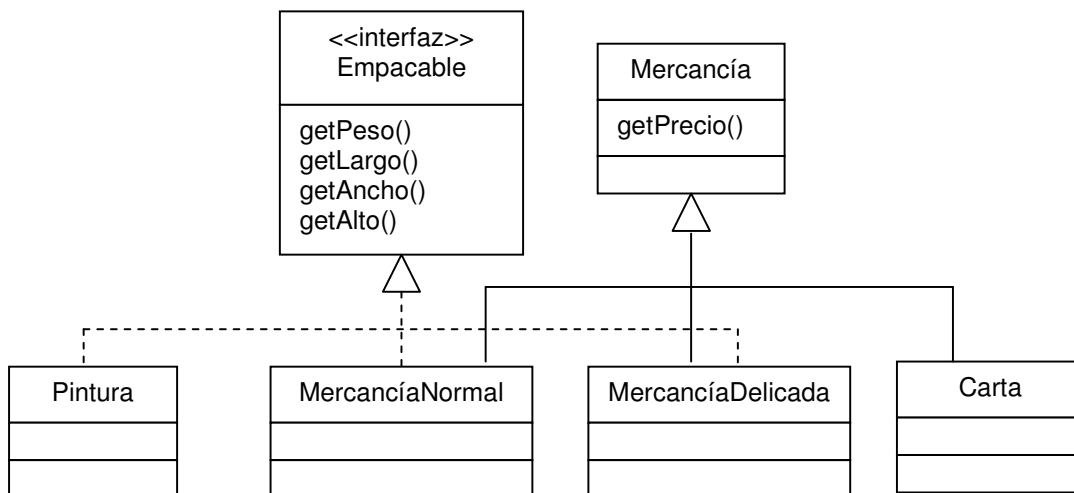 <<interfaz>>
Empacable
getPeso()
getLargo()
getAncho()
getAlto()
Mercancía
getPrecio()
Pintura
MercancíaNormal
MercancíaDelicada
Carta